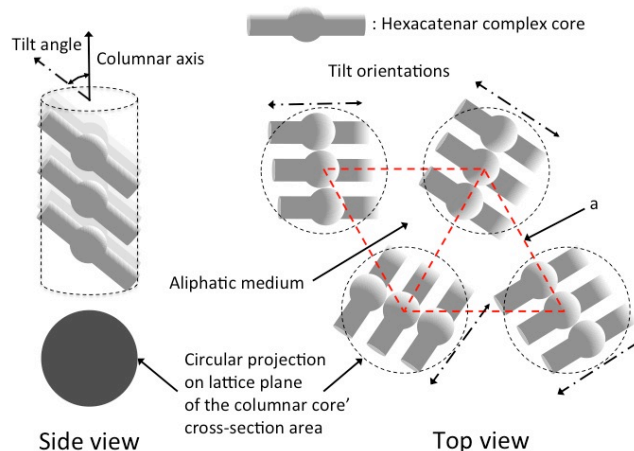 : Hexacatenar complex core
Tilt angle
Columnar axis
Tilt orientations
a
Aliphatic medium
Circular projection
on lattice plane
of the columnar core'
cross-section area
Side view
Top view